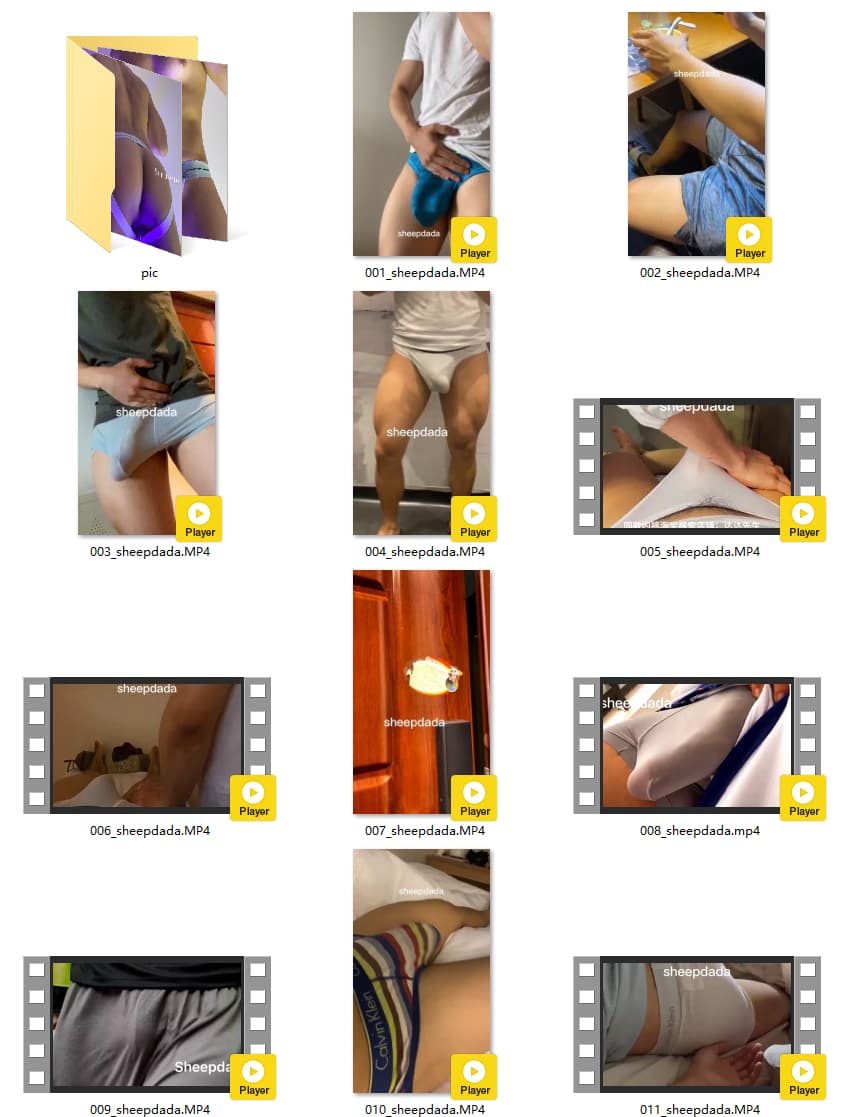 pic
sheepdada
Player
001_sheepdada.MP4
sheepdada
Player
002_sheepdada.MP4
sheepdada
Player
003_sheepdada.MP4
sheepdada
Player
004_sheepdada.MP4
sheepdada
Player
005_sheepdada.MP4
sheepdada
Player
006_sheepdada.MP4
sheepdada
Player
007_sheepdada.MP4
sheepdada
Player
008_sheepdada.mp4
Sheepda
Player
009_sheepdada.MP4
sheepdada
Calvin Klein
Player
010_sheepdada.MP4
sheepdada
Player
011_sheepdada.MP4